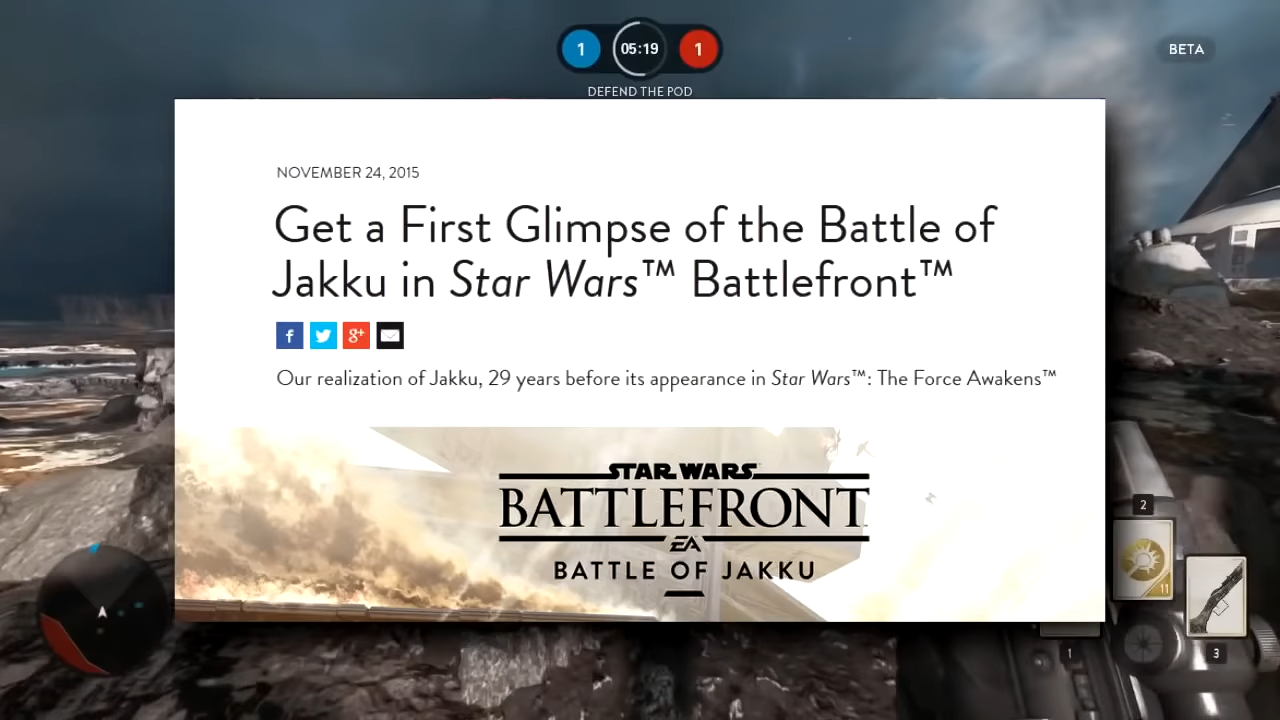 1 05:19 1
BETA
DEFEND THE POD
NOVEMBER 24, 2015
Get a First Glimpse of the Battle of
Jakku in Star Wars™ Battlefront™
f g+
Our realization of Jakku, 29 years before its appearance in Star Wars™: The Force Awakens™
STAR WARS
BATTLEFRONT
EA
BATTLE OF JAKKU
2
11
1
3